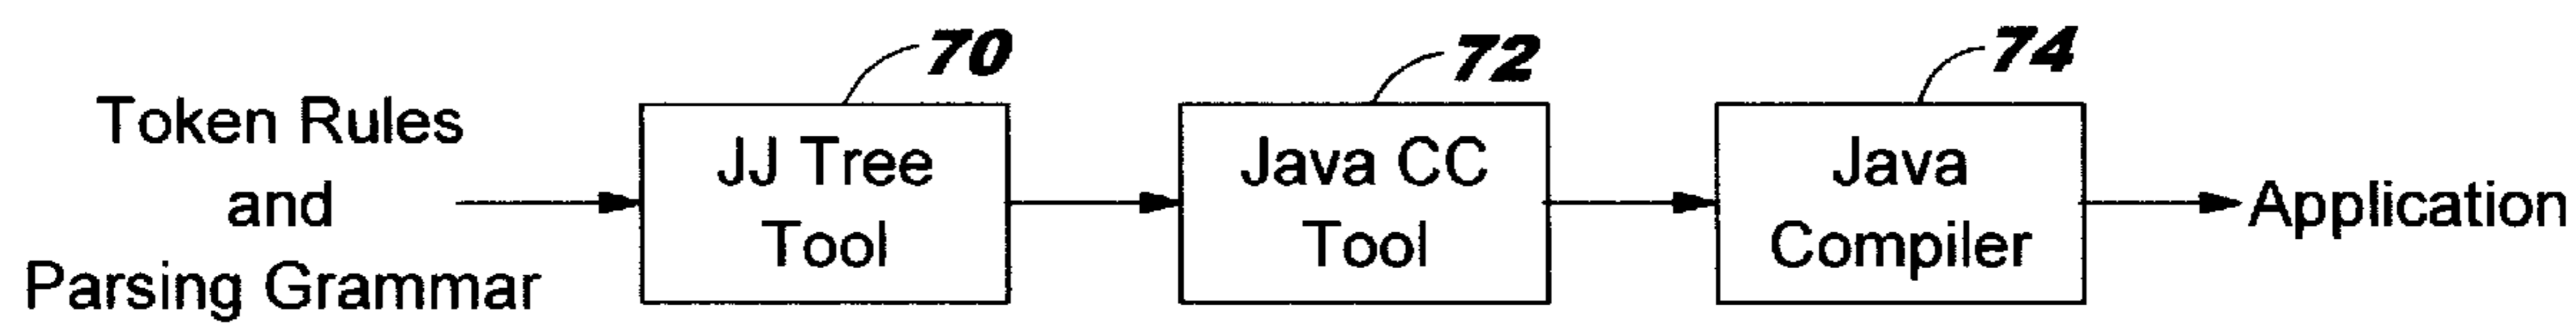 70
72
74
Token Rules
and
Parsing Grammar
JJ Tree
Tool
Java CC
Tool
Java
Compiler
Application